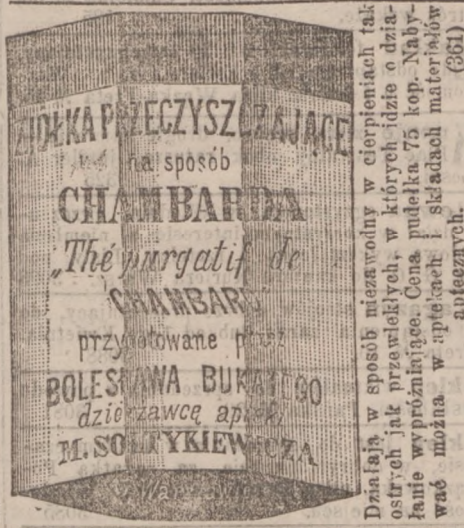 ZIÓŁKA PRZECZYSZCZAJĄCE
na sposób
CHAMBARDA
„Thé purgatif de
CHAMBARD”
przygotowane przez
BOLESŁAWA BUKATEGO
dzierżawcę apteki
M. SOŁTYKIEWICZA
w Warszawie
Działają w sposób niezawodny w cierpieniach tak
ostrych jak przewlekłych, w których idzie o dzia-
łanie wypróżniające. Cena pudełka 75 kop. Naby-
wać można w aptekach i składach materiałów
aptecznych. (361)